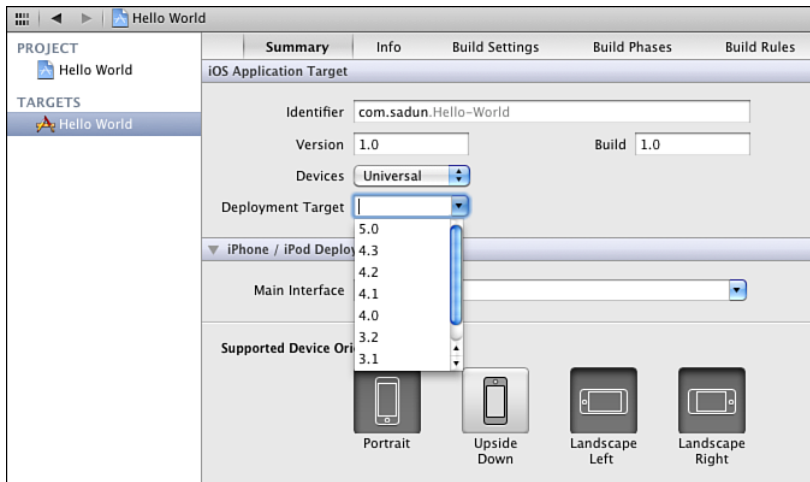 Hello World
PROJECT
Hello World
TARGETS
Hello World
Summary Info Build Settings Build Phases Build Rules
iOS Application Target
Identifier com.sadun.Hello-World
Version 1.0 Build 1.0
Devices Universal
Deployment Target
5.0
4.3
4.2
4.1
4.0
3.2
3.1
iPhone / iPod Deplo
Main Interface
Supported Device Ori
Portrait
Upside
Down
Landscape
Left
Landscape
Right